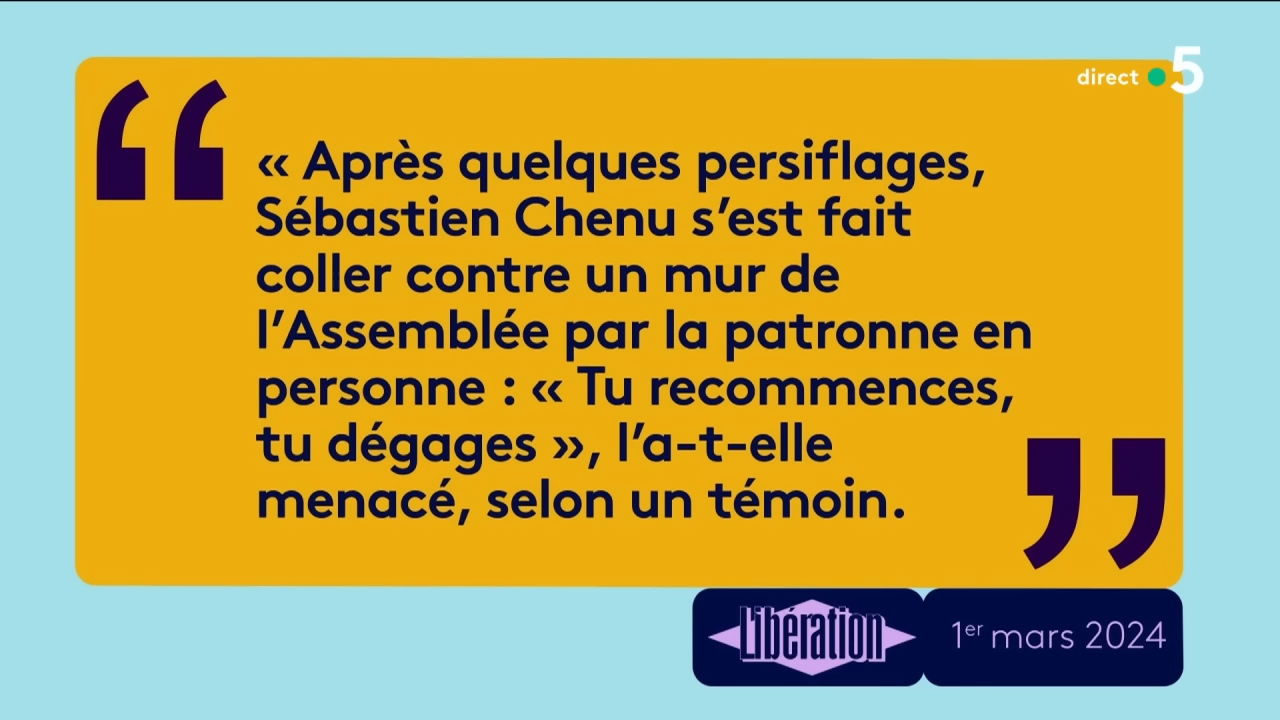 direct 5
« Après quelques persiflages,
Sébastien Chenu s’est fait
coller contre un mur de
l’Assemblée par la patronne en
personne : « Tu recommences,
tu dégages », l’a-t-elle
menacé, selon un témoin.
Libération
1er mars 2024